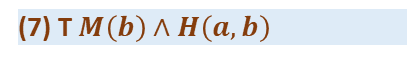 (7) T M(b) ∧ H(a, b)